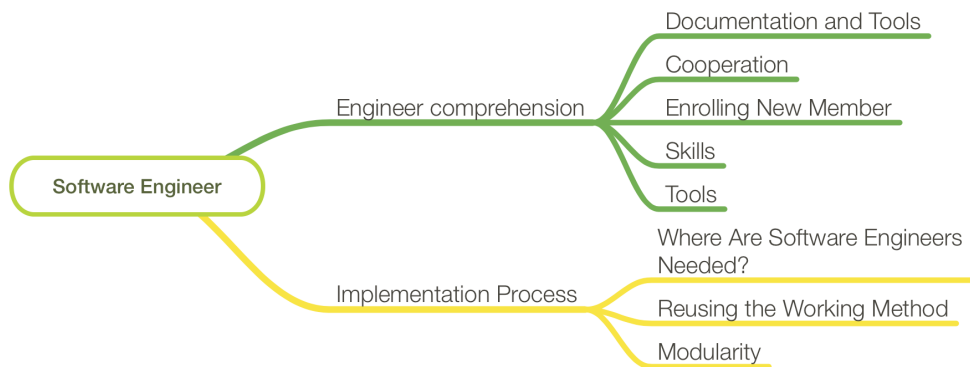 Documentation and Tools
Cooperation
Engineer comprehension
Enrolling New Member
Skills
Software Engineer
Tools
Where Are Software Engineers
Needed?
Implementation Process
Reusing the Working Method
Modularity